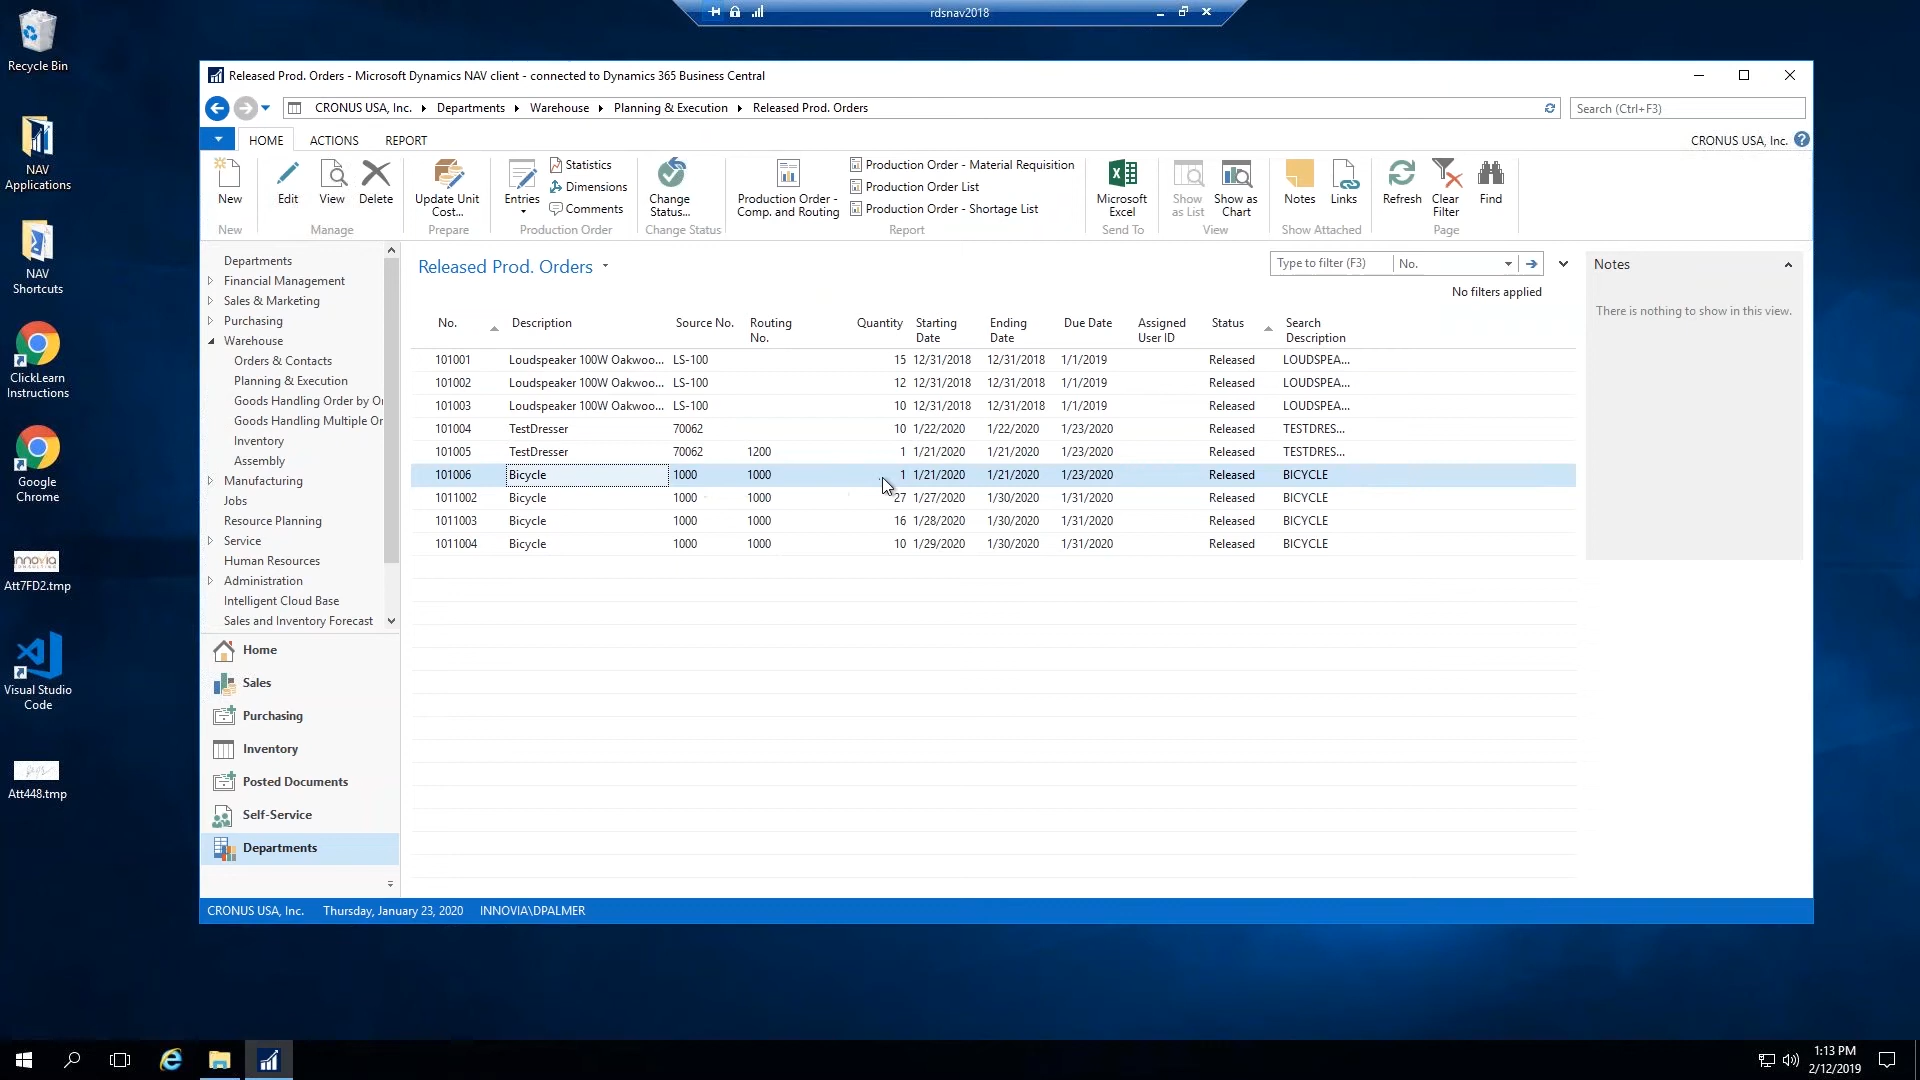 rdsnav2018
Recycle Bin
NAV
Applications
NAV
Shortcuts
ClickLearn
Instructions
Google
Chrome
innovia
Att7FD2.tmp
Visual Studio
Code
Att448.tmp
Released Prod. Orders - Microsoft Dynamics NAV client - connected to Dynamics 365 Business Central
CRONUS USA, Inc. Departments Warehouse Planning & Execution Released Prod. Orders
Search (Ctrl+F3)
HOME ACTIONS REPORT
CRONUS USA, Inc.
New
New
Edit View Delete
Manage
Update Unit
Cost...
Prepare
Entries
Statistics
Dimensions
Comments
Production Order
Change
Status...
Change Status
Production Order -
Comp. and Routing
Production Order - Material Requisition
Production Order List
Production Order - Shortage List
Report
Microsoft
Excel
Send To
Show
as List
Show as
Chart
View
Notes Links
Show Attached
Refresh
Clear
Filter
Find
Page
Departments
Financial Management
Sales & Marketing
Purchasing
Warehouse
Orders & Contacts
Planning & Execution
Goods Handling Order by Or
Goods Handling Multiple Or
Inventory
Assembly
Manufacturing
Jobs
Resource Planning
Service
Human Resources
Administration
Intelligent Cloud Base
Sales and Inventory Forecast
Home
Sales
Purchasing
Inventory
Posted Documents
Self-Service
Departments
Released Prod. Orders
Type to filter (F3) No.
No filters applied
No. Description Source No. Routing No. Quantity Starting Date Ending Date Due Date Assigned User ID Status Search Description
101001 Loudspeaker 100W Oakwoo... LS-100 15 12/31/2018 12/31/2018 1/1/2019 Released LOUDSPEA...
101002 Loudspeaker 100W Oakwoo... LS-100 12 12/31/2018 12/31/2018 1/1/2019 Released LOUDSPEA...
101003 Loudspeaker 100W Oakwoo... LS-100 10 12/31/2018 12/31/2018 1/1/2019 Released LOUDSPEA...
101004 TestDresser 70062 10 1/22/2020 1/22/2020 1/23/2020 Released TESTDRES...
101005 TestDresser 70062 1200 1 1/21/2020 1/21/2020 1/23/2020 Released TESTDRES...
101006 Bicycle 1000 1000 1 1/21/2020 1/21/2020 1/23/2020 Released BICYCLE
1011002 Bicycle 1000 1000 27 1/27/2020 1/30/2020 1/31/2020 Released BICYCLE
1011003 Bicycle 1000 1000 16 1/28/2020 1/30/2020 1/31/2020 Released BICYCLE
1011004 Bicycle 1000 1000 10 1/29/2020 1/30/2020 1/31/2020 Released BICYCLE
Notes
There is nothing to show in this view.
CRONUS USA, Inc. Thursday, January 23, 2020 INNOVIA\DPALMER
1:13 PM
2/12/2019